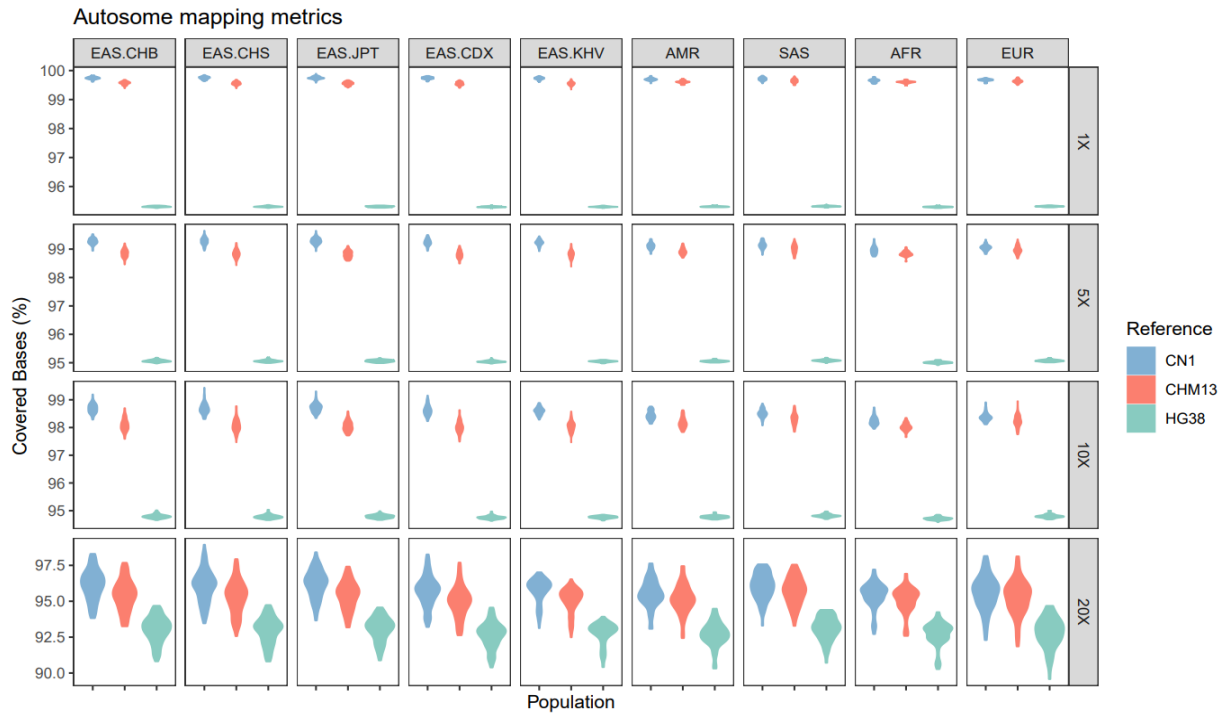 Autosome mapping metrics
EAS.CHB EAS.CHS EAS.JPT EAS.CDX EAS.KHV AMR SAS AFR EUR
100
99
98
97
96
1X
99
98
97
96
95
5X
99
98
97
96
95
10X
97.5
95.0
92.5
90.0
20X
Covered Bases (%)
Population
Reference
CN1
CHM13
HG38